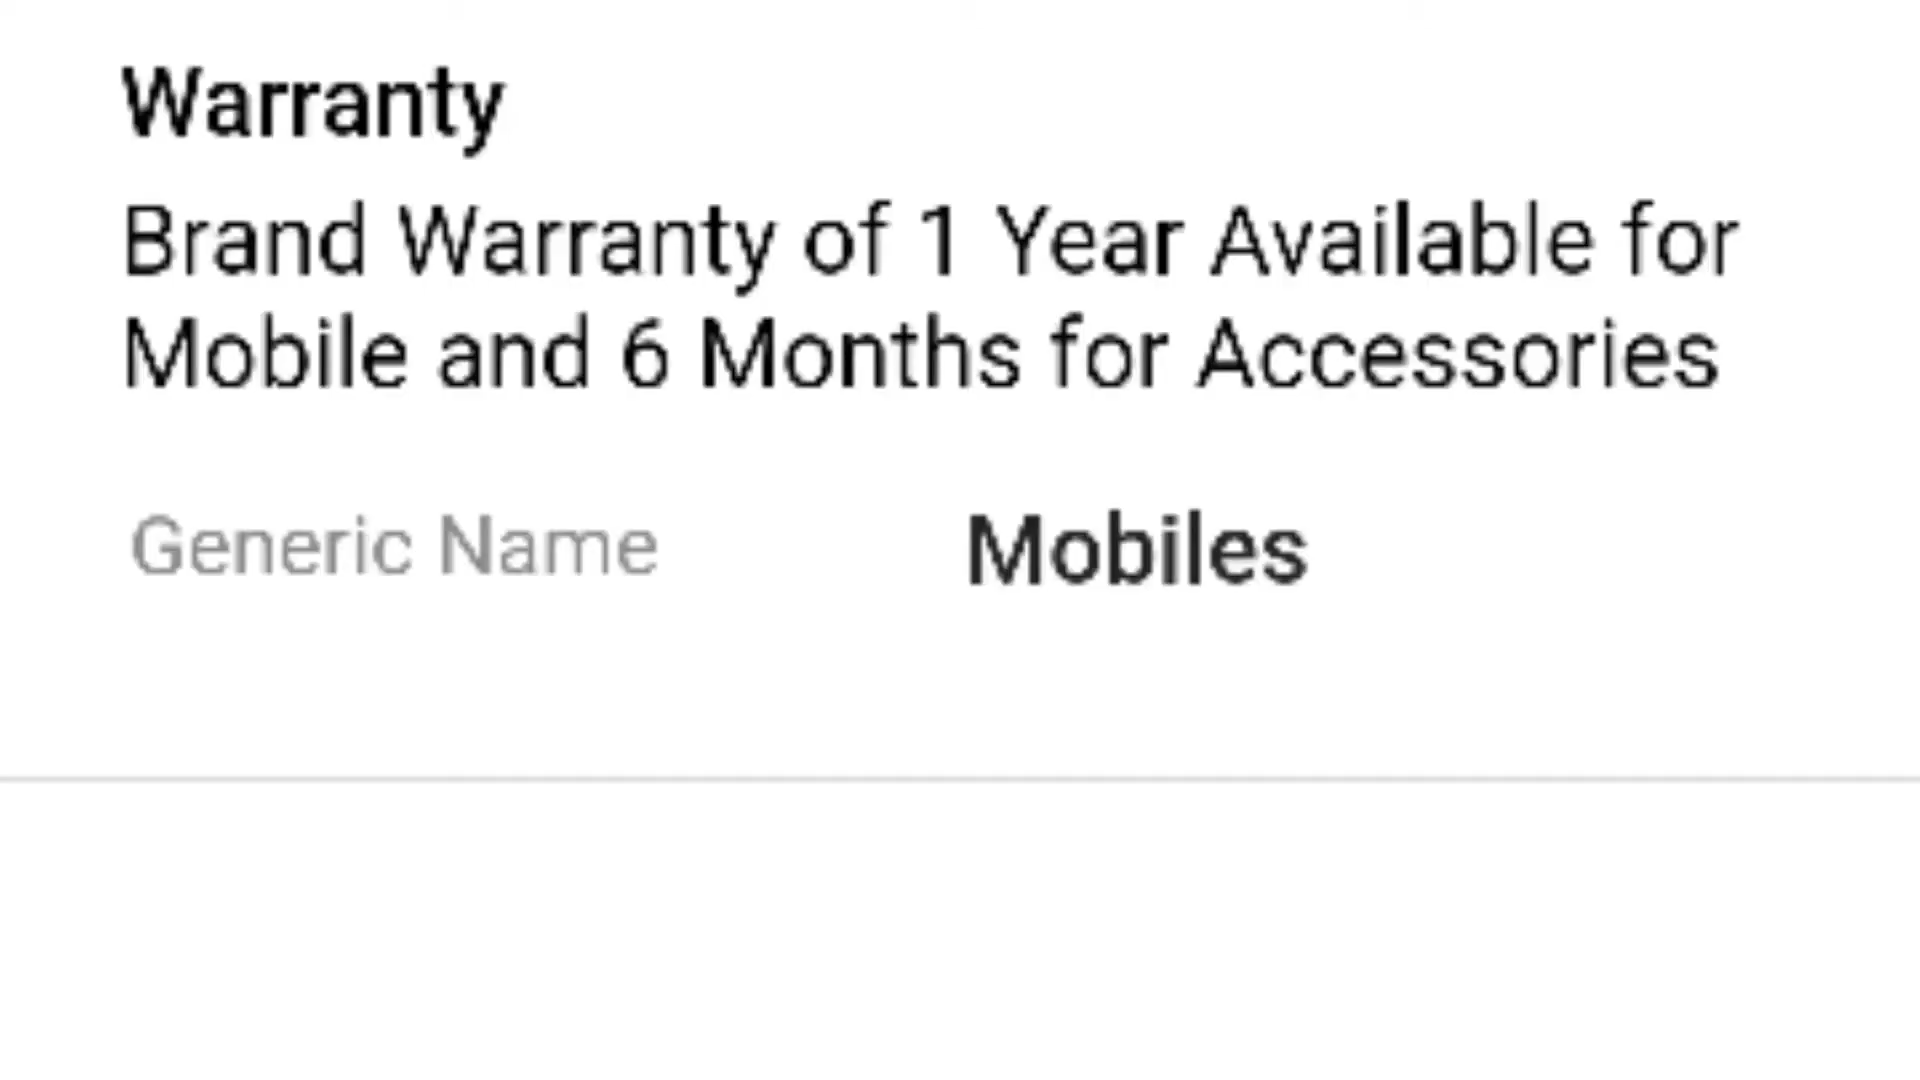 Warranty
Brand Warranty of 1 Year Available for
Mobile and 6 Months for Accessories
Generic Name Mobiles